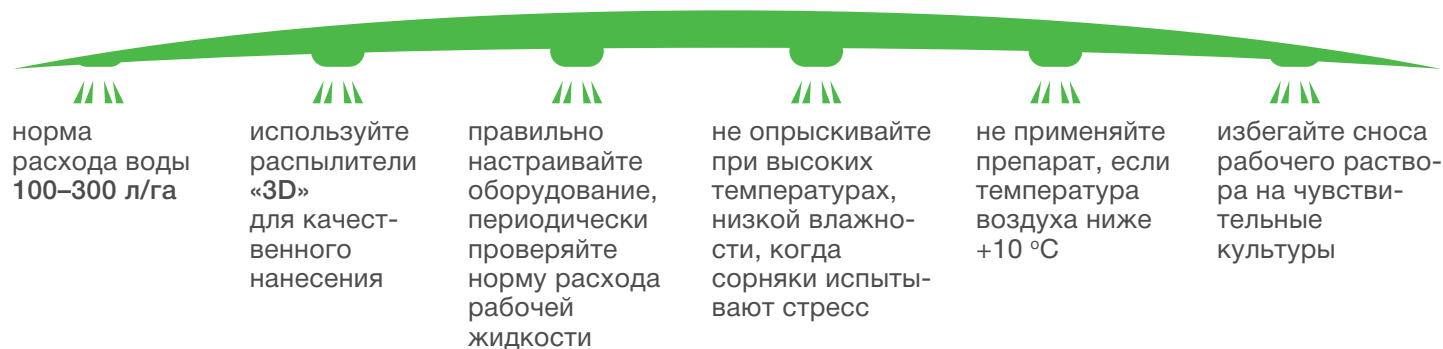 норма
расхода воды
100–300 л/га
используйте
распылители
«3D»
для качест-
венного
нанесения
правильно
настраивайте
оборудование,
периодически
проверяйте
норму расхода
рабочей
жидкости
не опрыскивайте
при высоких
температурах,
низкой влажно-
сти, когда
сорняки испыты-
вают стресс
не применяйте
препарат, если
температура
воздуха ниже
+10 °C
избегайте сноса
рабочего раство-
ра на чувстви-
тельные
культуры